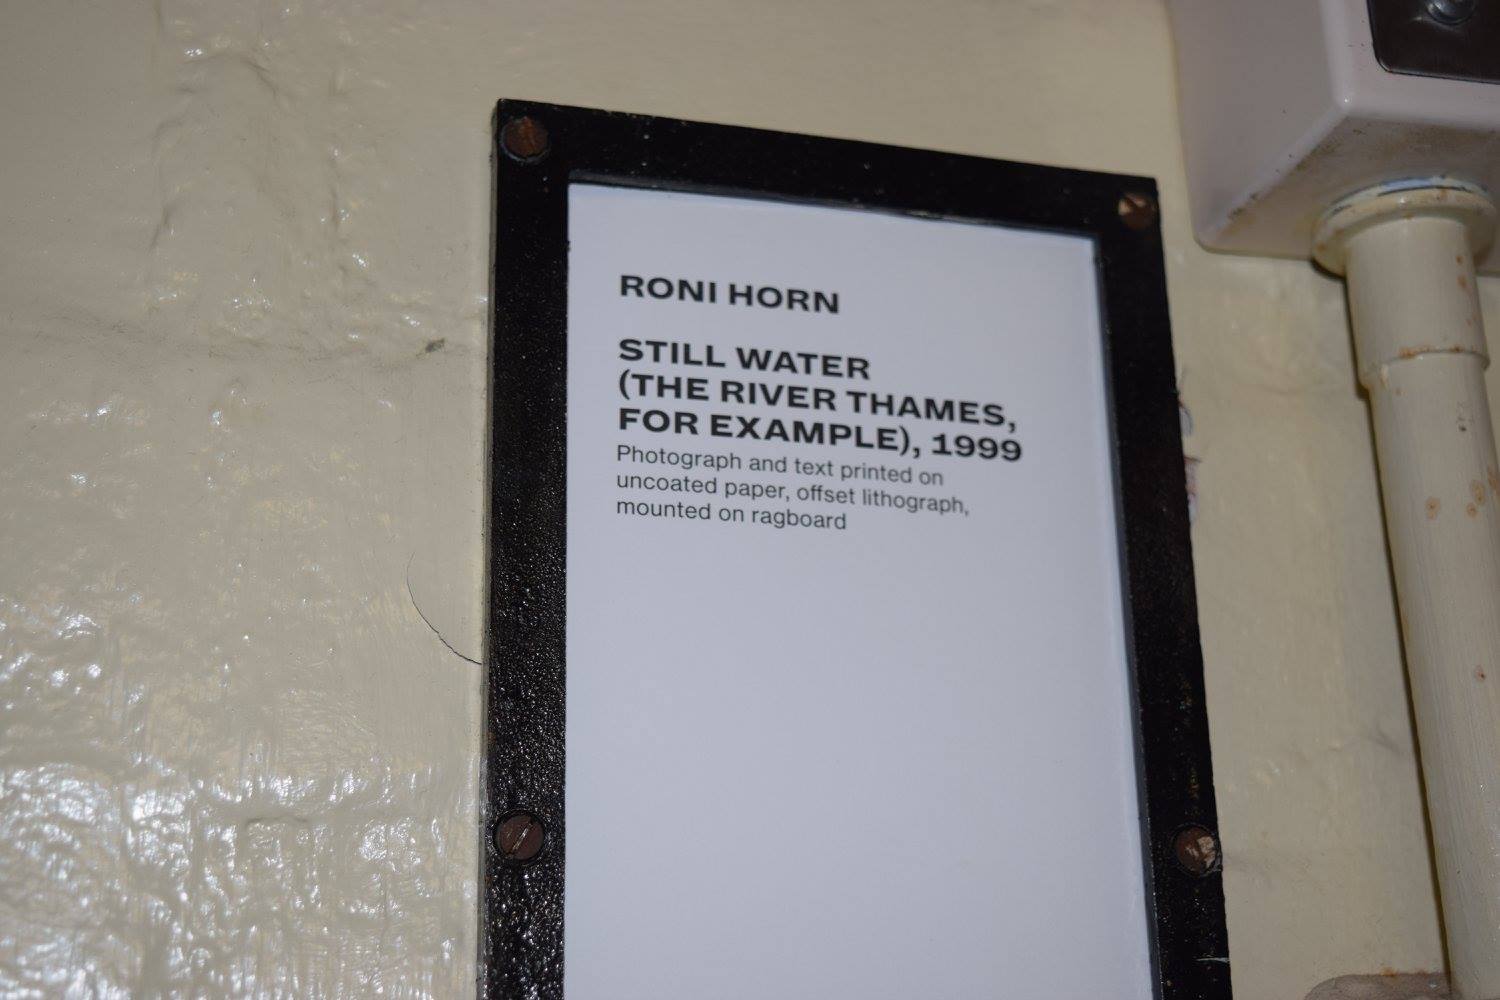 RONI HORN
STILL WATER
(THE RIVER THAMES,
FOR EXAMPLE), 1999
Photograph and text printed on
uncoated paper, offset lithograph,
mounted on ragboard